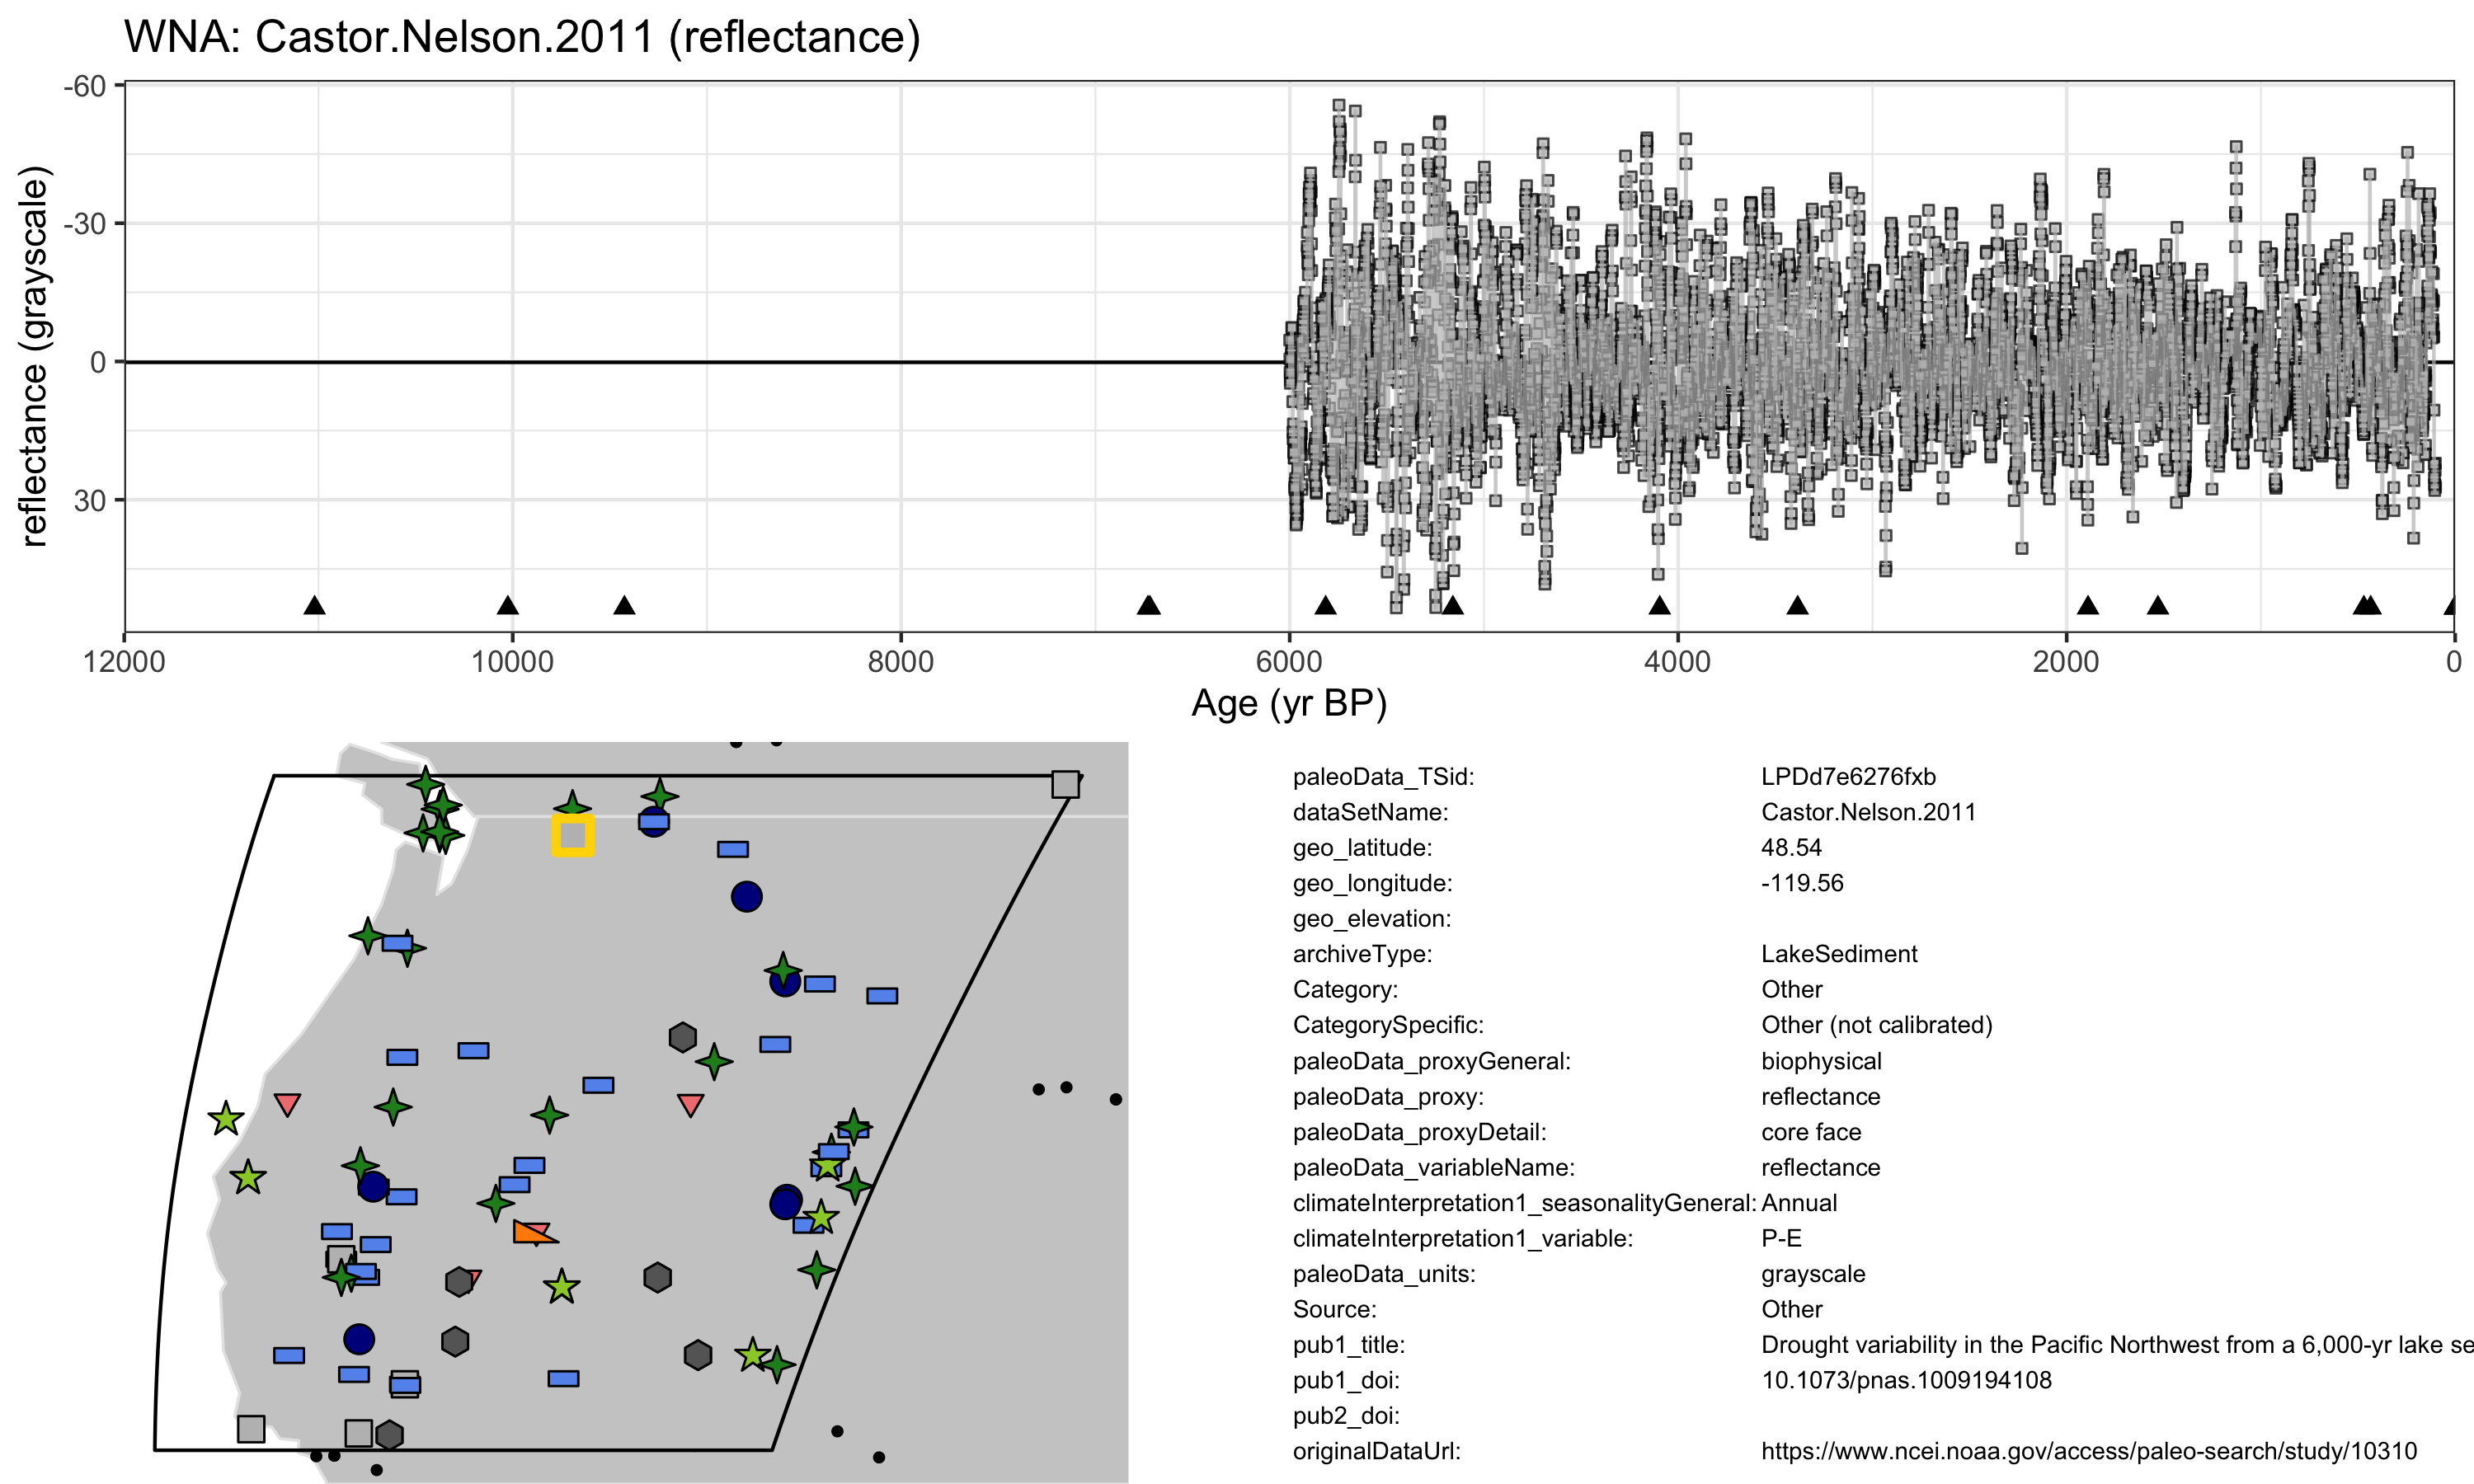 WNA: Castor.Nelson.2011 (reflectance)
-60
-30
0
30
reflectance (grayscale)
12000 10000 8000 6000 4000 2000 0
Age (yr BP)
paleoData_TSid: LPDd7e6276fxb
dataSetName: Castor.Nelson.2011
geo_latitude: 48.54
geo_longitude: -119.56
geo_elevation:
archiveType: LakeSediment
Category: Other
CategorySpecific: Other (not calibrated)
paleoData_proxyGeneral: biophysical
paleoData_proxy: reflectance
paleoData_proxyDetail: core face
paleoData_variableName: reflectance
climateInterpretation1_seasonalityGeneral: Annual
climateInterpretation1_variable: P-E
paleoData_units: grayscale
Source: Other
pub1_title: Drought variability in the Pacific Northwest from a 6,000-yr lake se
pub1_doi: 10.1073/pnas.1009194108
pub2_doi:
originalDataUrl: https://www.ncei.noaa.gov/access/paleo-search/study/10310